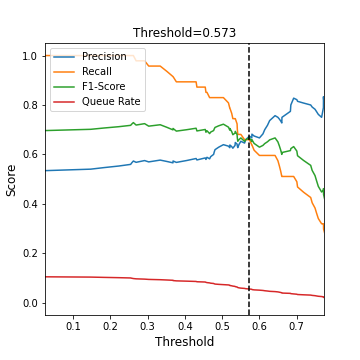 Threshold=0.573
1.0
0.8
0.6
0.4
0.2
0.0
Score
Precision
Recall
F1-Score
Queue Rate
0.1 0.2 0.3 0.4 0.5 0.6 0.7
Threshold